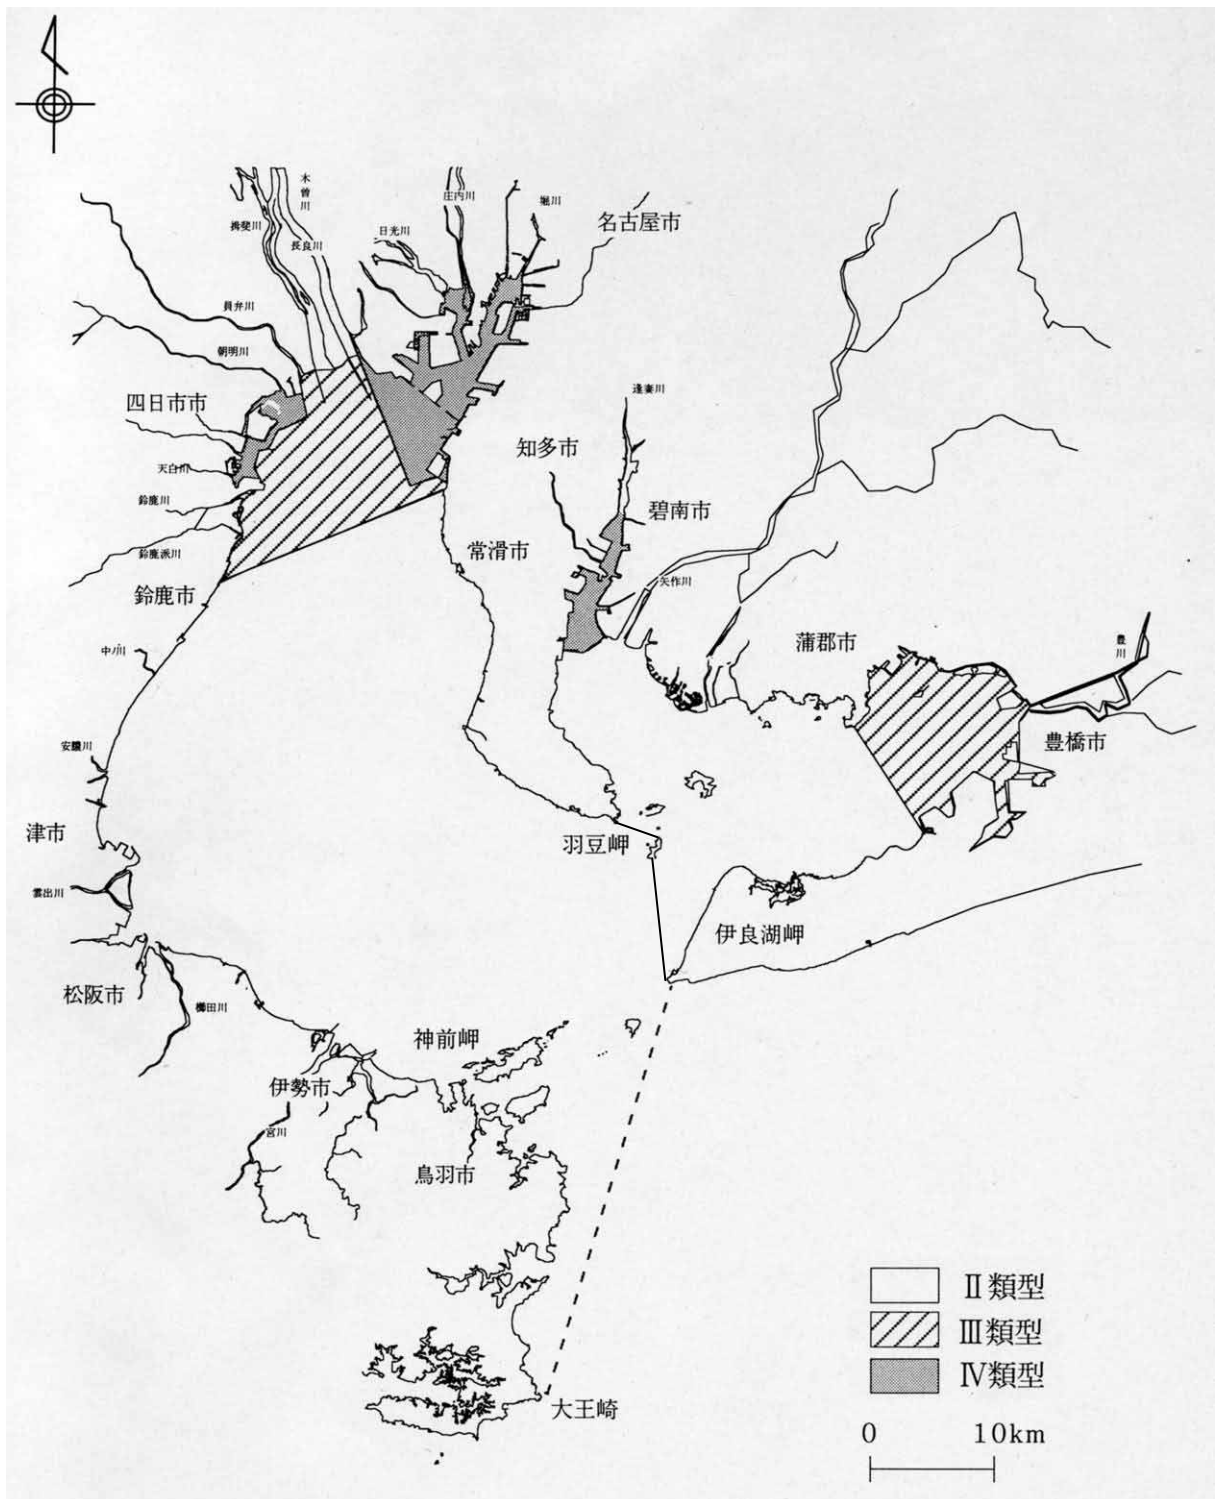 木曽川
庄内川
堀川
名古屋市
揖斐川
日光川
長良川
員弁川
朝明川
逢妻川
四日市市
知多市
天白川
鈴鹿川
碧南市
鈴鹿派川
常滑市
矢作川
鈴鹿市
蒲郡市
豊川
中ノ川
豊橋市
安濃川
津市
羽豆岬
雲出川
伊良湖岬
松阪市
櫛田川
神前岬
伊勢市
宮川
鳥羽市
Ⅱ類型
Ⅲ類型
Ⅳ類型
大王崎
0 10km